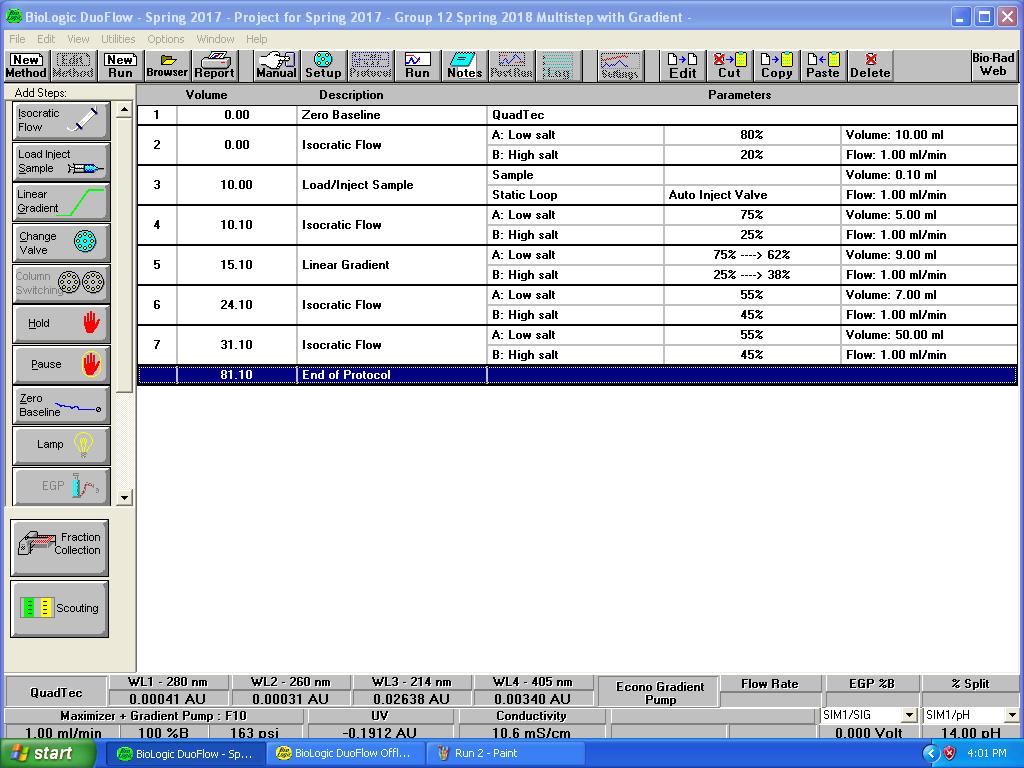 BioLogic DuoFlow - Spring 2017 - Project for Spring 2017 - Group 12 Spring 2018 Multistep with Gradient -
File Edit View Utilities Options Window Help
New Method Edit Method New Run Browser Report Manual Setup Protocol Run Notes Post Run Log Settings Edit Cut Copy Paste Delete Bio-Rad Web
Add Steps: Volume Description Parameters
Isocratic Flow
Load Inject Sample
Linear Gradient
Change Valve
Column Switching
Hold
Pause
Zero Baseline
Lamp
EGP
Fraction Collection
Scouting
1 0.00 Zero Baseline QuadTec
2 0.00 Isocratic Flow A: Low salt 80% Volume: 10.00 ml
B: High salt 20% Flow: 1.00 ml/min
3 10.00 Load/Inject Sample Sample Volume: 0.10 ml
Static Loop Auto Inject Valve Flow: 1.00 ml/min
4 10.10 Isocratic Flow A: Low salt 75% Volume: 5.00 ml
B: High salt 25% Flow: 1.00 ml/min
5 15.10 Linear Gradient A: Low salt 75% ----> 62% Volume: 9.00 ml
B: High salt 25% ----> 38% Flow: 1.00 ml/min
6 24.10 Isocratic Flow A: Low salt 55% Volume: 7.00 ml
B: High salt 45% Flow: 1.00 ml/min
7 31.10 Isocratic Flow A: Low salt 55% Volume: 50.00 ml
B: High salt 45% Flow: 1.00 ml/min
81.10 End of Protocol
QuadTec WL1 - 280 nm WL2 - 260 nm WL3 - 214 nm WL4 - 405 nm Econo Gradient Pump Flow Rate EGP %B % Split
0.00041 AU 0.00031 AU 0.02638 AU 0.00340 AU
Maximizer + Gradient Pump : F10 UV Conductivity SIM1/SIG SIM1/pH
1.00 ml/min 100 %B 163 psi -0.1912 AU 10.6 mS/cm 0.000 Volt 14.00 pH
start BioLogic DuoFlow - Sp... BioLogic DuoFlow Offl... Run 2 - Paint 4:01 PM